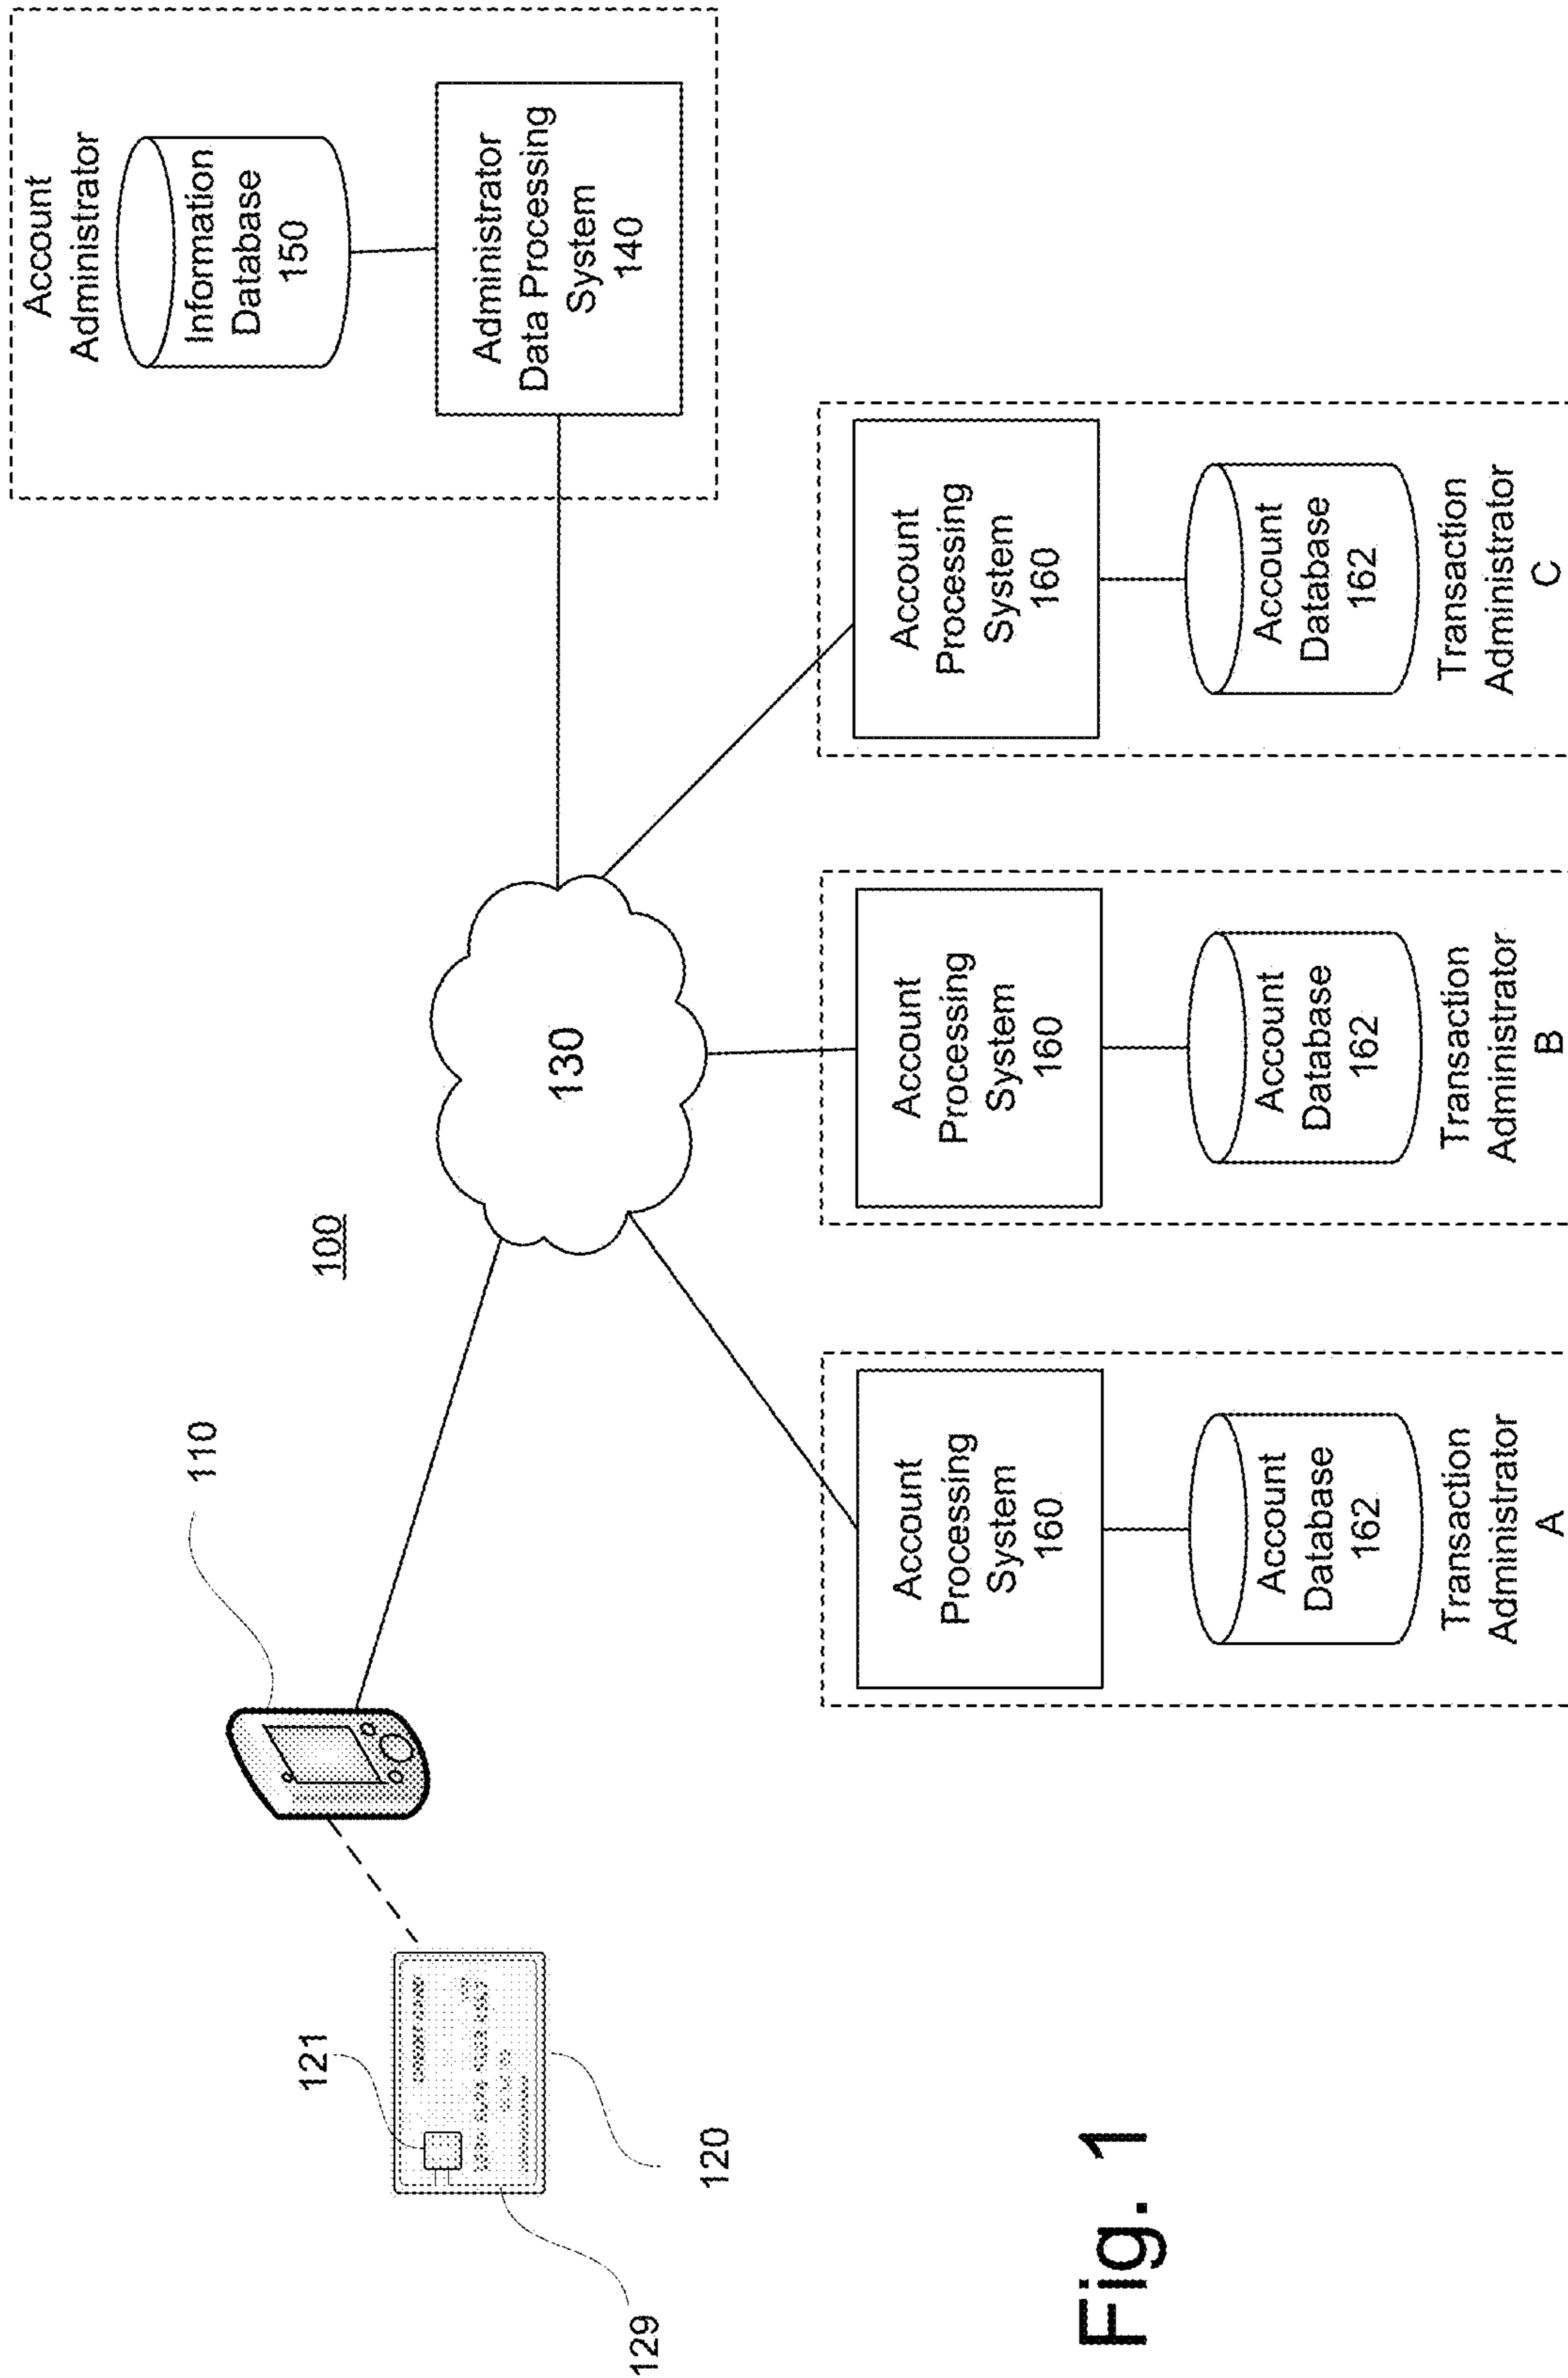 100
110
121
120
129
130
Account
Administrator
Information
Database
150
Administrator
Data Processing
System
140
Account
Processing
System
160
Account
Database
162
Transaction
Administrator
A
Account
Processing
System
160
Account
Database
162
Transaction
Administrator
B
Account
Processing
System
160
Account
Database
162
Transaction
Administrator
C
Fig. 1